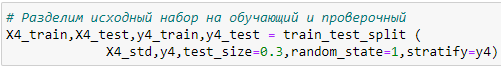 # Разделим исходный набор на обучающий и проверочный
X4_train,X4_test,y4_train,y4_test = train_test_split (
X4_std,y4,test_size=0.3,random_state=1,stratify=y4)